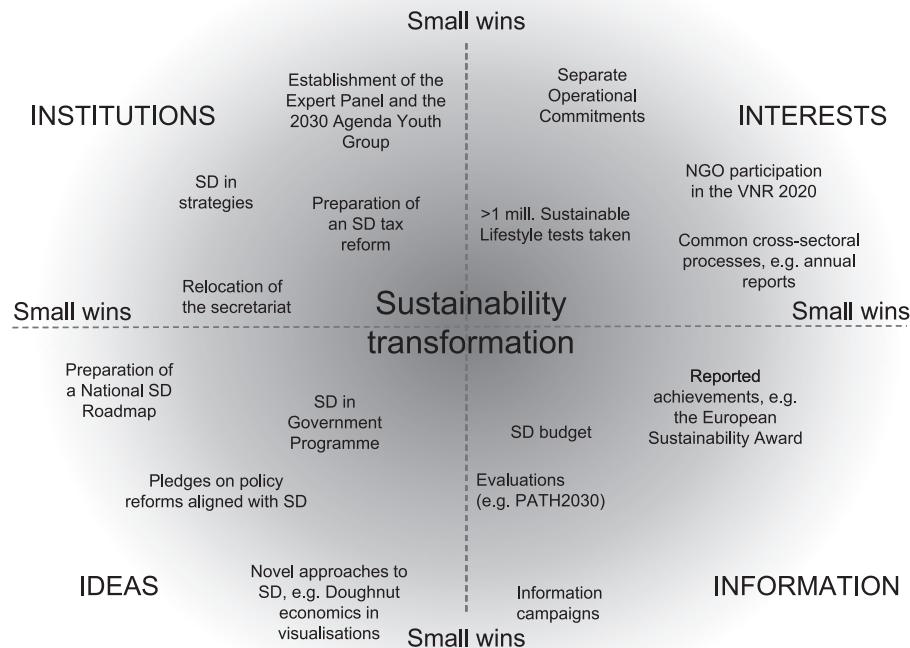 Small wins
INSTITUTIONS
Establishment of the
Expert Panel and the
2030 Agenda Youth
Group
SD in
strategies
Preparation of
an SD tax
reform
Relocation of
the secretariat
Separate
Operational
Commitments
INTERESTS
NGO participation
in the VNR 2020
>1 mill. Sustainable
Lifestyle tests taken
Common cross-sectoral
processes, e.g. annual
reports
Small wins
Sustainability
transformation
Small wins
Preparation of
a National SD
Roadmap
SD in
Government
Programme
Pledges on policy
reforms aligned with SD
IDEAS
Novel approaches to
SD, e.g. Doughnut
economics in
visualisations
Reported
achievements, e.g.
the European
Sustainability Award
SD budget
Evaluations
(e.g. PATH2030)
Information
campaigns
INFORMATION
Small wins